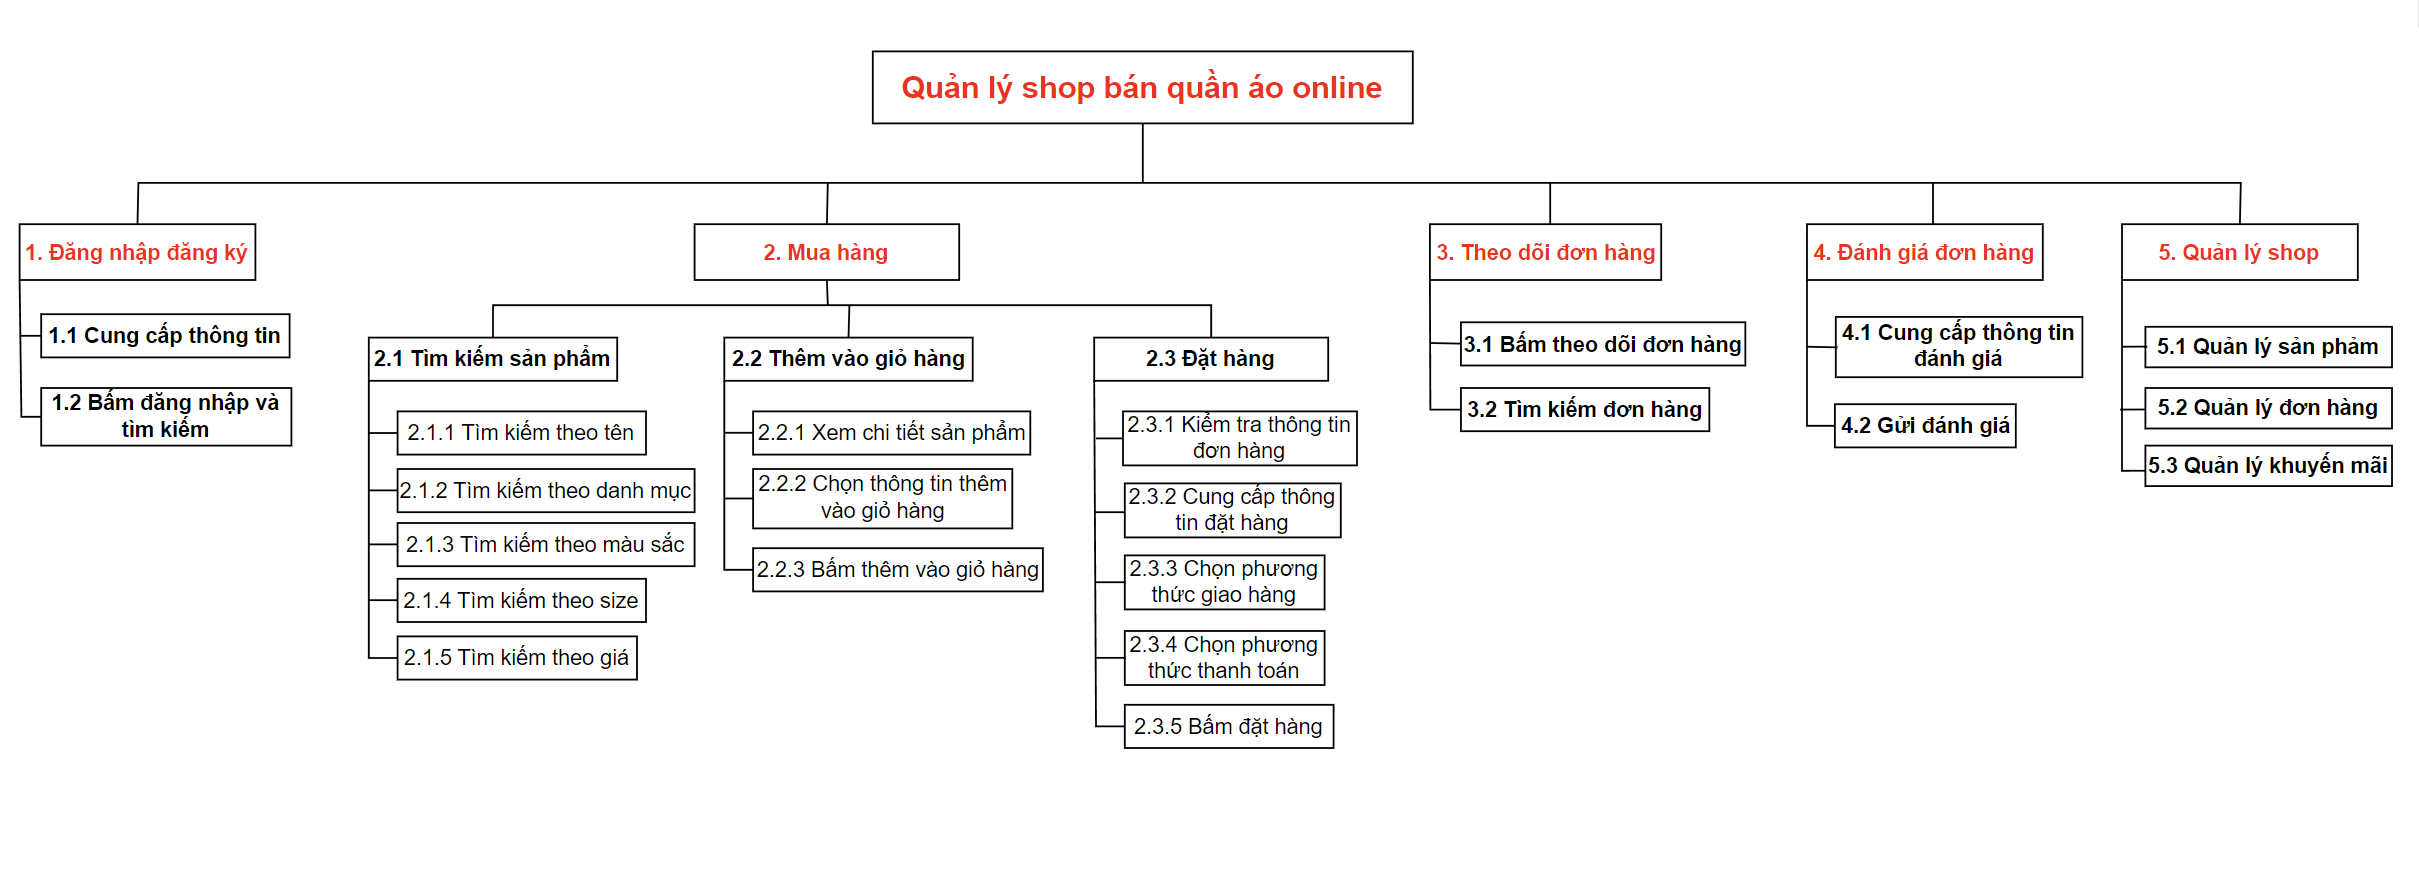 Quản lý shop bán quần áo online
1. Đăng nhập đăng ký
1.1 Cung cấp thông tin
1.2 Bấm đăng nhập và
tìm kiếm
2. Mua hàng
2.1 Tìm kiếm sản phẩm
2.1.1 Tìm kiếm theo tên
2.1.2 Tìm kiếm theo danh mục
2.1.3 Tìm kiếm theo màu sắc
2.1.4 Tìm kiếm theo size
2.1.5 Tìm kiếm theo giá
2.2 Thêm vào giỏ hàng
2.2.1 Xem chi tiết sản phẩm
2.2.2 Chọn thông tin thêm
vào giỏ hàng
2.2.3 Bấm thêm vào giỏ hàng
2.3 Đặt hàng
2.3.1 Kiểm tra thông tin
đơn hàng
2.3.2 Cung cấp thông
tin đặt hàng
2.3.3 Chọn phương
thức giao hàng
2.3.4 Chọn phương
thức thanh toán
2.3.5 Bấm đặt hàng
3. Theo dõi đơn hàng
3.1 Bấm theo dõi đơn hàng
3.2 Tìm kiếm đơn hàng
4. Đánh giá đơn hàng
4.1 Cung cấp thông tin
đánh giá
4.2 Gửi đánh giá
5. Quản lý shop
5.1 Quản lý sản phảm
5.2 Quản lý đơn hàng
5.3 Quản lý khuyến mãi